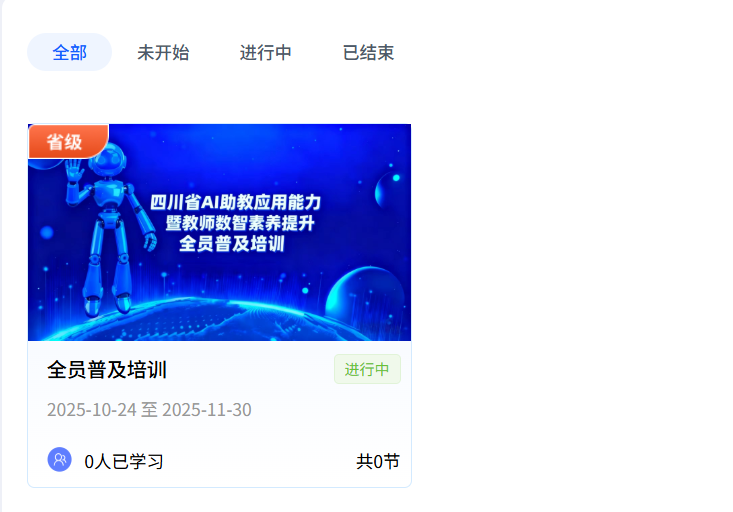 全部
未开始
进行中
已结束
省级
四川省AI助教应用能力
暨教师数智素养提升
全员普及培训
全员普及培训
进行中
2025-10-24 至 2025-11-30
0人已学习
共0节